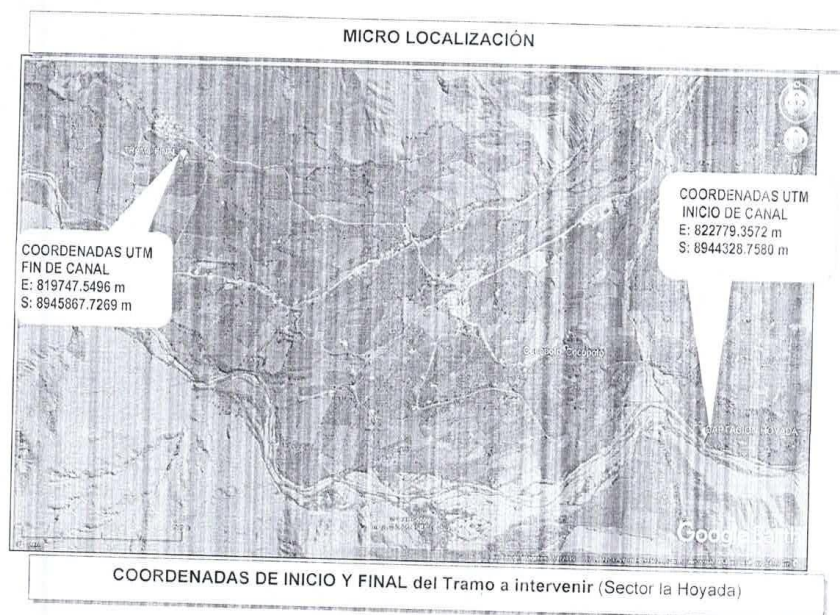 MICRO LOCALIZACIÓN
COORDENADAS UTM
INICIO DE CANAL
E: 822779.3572 m
S: 8944328.7580 m
COORDENADAS UTM
FIN DE CANAL
E: 819747.5496 m
S: 8945867.7269 m
CAPTACION HOYADA
Google Earth
COORDENADAS DE INICIO Y FINAL del Tramo a intervenir (Sector la Hoyada)